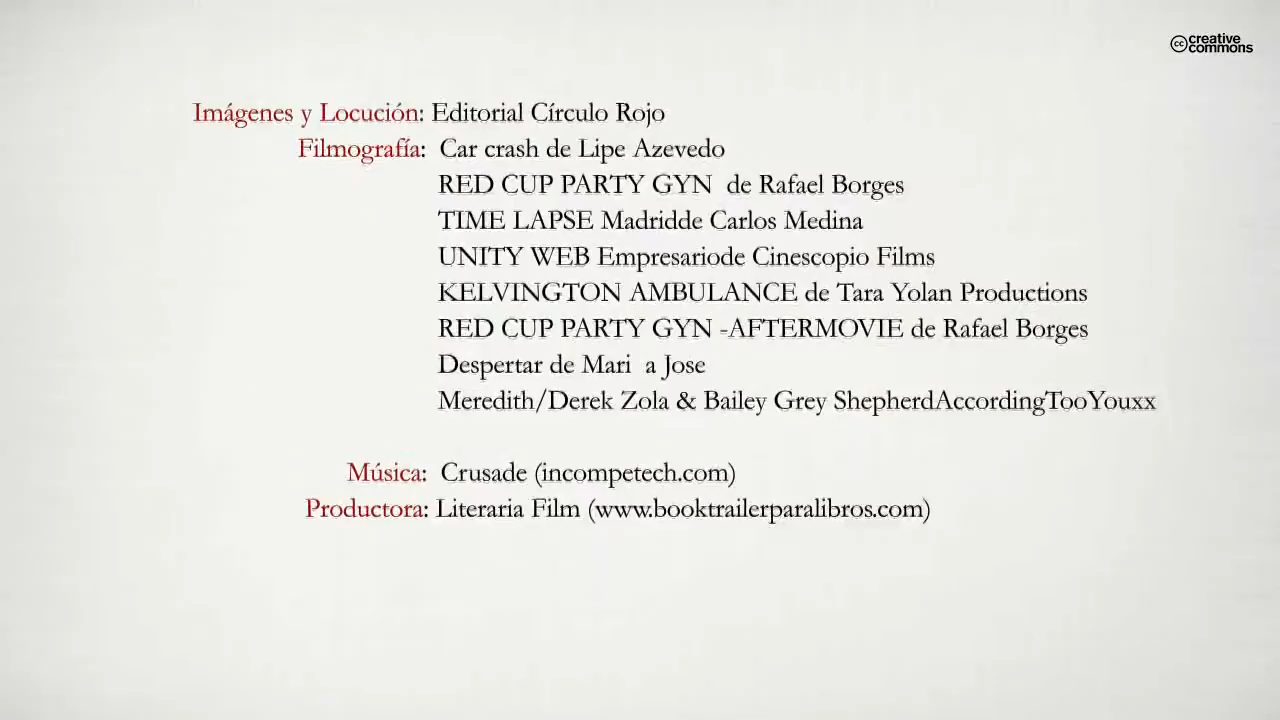 cc creative
commons
Imágenes y Locución: Editorial Círculo Rojo
Filmografía: Car crash de Lipe Azevedo
RED CUP PARTY GYN de Rafael Borges
TIME LAPSE Madridde Carlos Medina
UNITY WEB Empresariode Cinescopio Films
KELVINGTON AMBULANCE de Tara Yolan Productions
RED CUP PARTY GYN -AFTERMOVIE de Rafael Borges
Despertar de Mari a Jose
Meredith/Derek Zola & Bailey Grey ShepherdAccordingTooYouxx
Música: Crusade (incompetech.com)
Productora: Literaria Film (www.booktrailerparalibros.com)